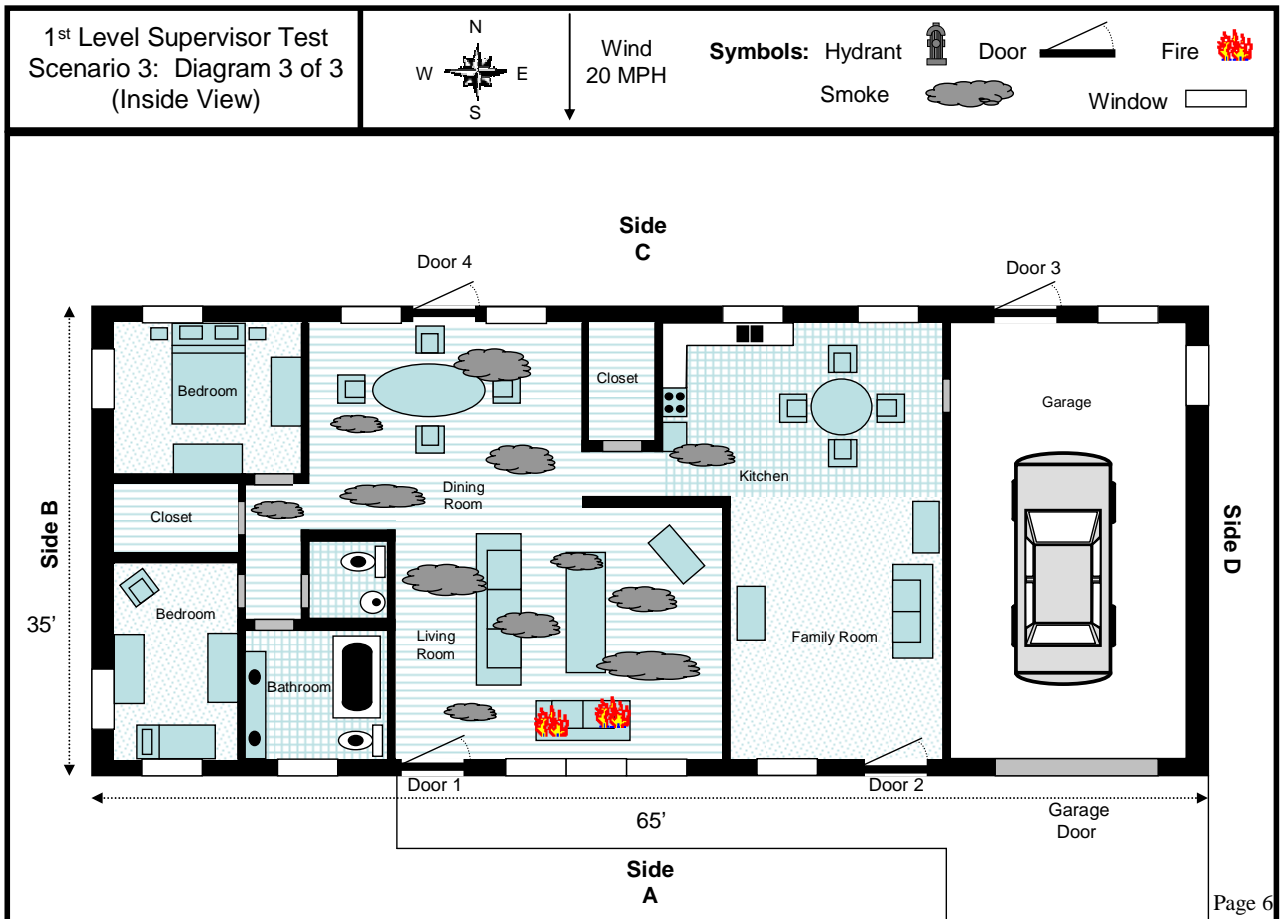 1st Level Supervisor Test
Scenario 3: Diagram 3 of 3
(Inside View)
N
W E
S
Wind
20 MPH
Symbols: Hydrant Door Fire
Smoke Window
Side
C
Door 4
Door 3
Bedroom
Closet
Garage
Kitchen
Dining
Room
Closet
Side B
Side D
35’
Bedroom
Living
Room
Family Room
Bathroom
Door 1
Door 2
65’
Garage
Door
Side
A
Page 6